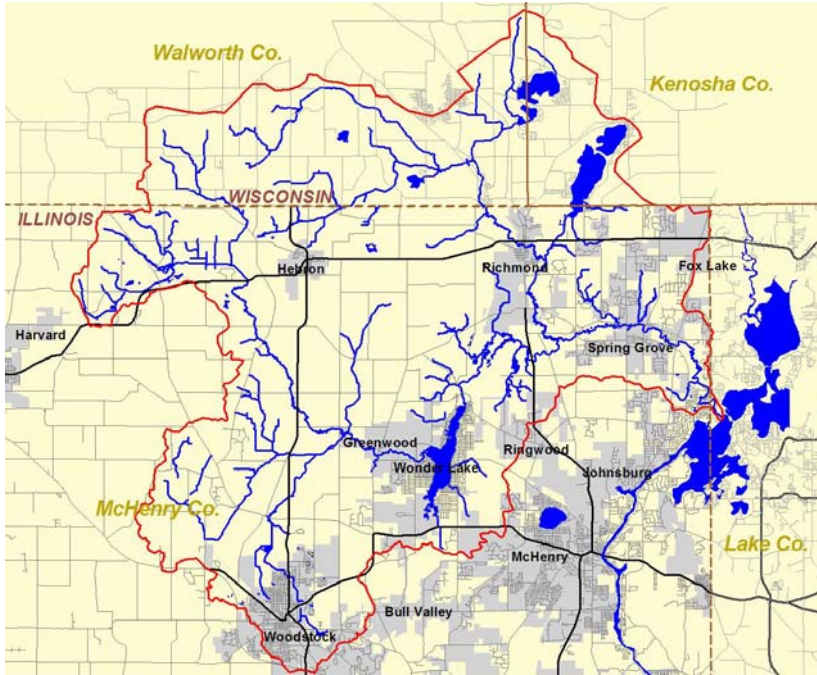 Walworth Co.
Kenosha Co.
WISCONSIN
ILLINOIS
Hebron
Richmond
Fox Lake
Harvard
Spring Grove
Greenwood
Ringwood
Wonder Lake
Johnsburg
McHenry Co.
Lake Co.
McHenry
Bull Valley
Woodstock